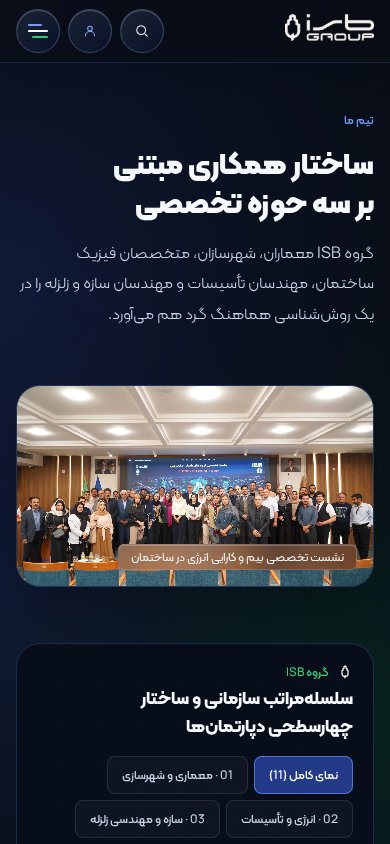 isb
GROUP
تیم ما
ساختار همکاری مبتنی
بر سه حوزه تخصصی
گروه ISB معماران، شهرسازان، متخصصان فیزیک
ساختمان، مهندسان تأسیسات و مهندسان سازه و زلزله را در
یک روش‌شناسی هماهنگ گرد هم می‌آورد.
نشست تخصصی بیم و کارایی انرژی در ساختمان
گروه ISB
سلسله‌مراتب سازمانی و ساختار
چهارسطحی دپارتمان‌ها
نمای کامل (11)
01 · معماری و شهرسازی
02 · انرژی و تأسیسات
03 · سازه و مهندسی زلزله